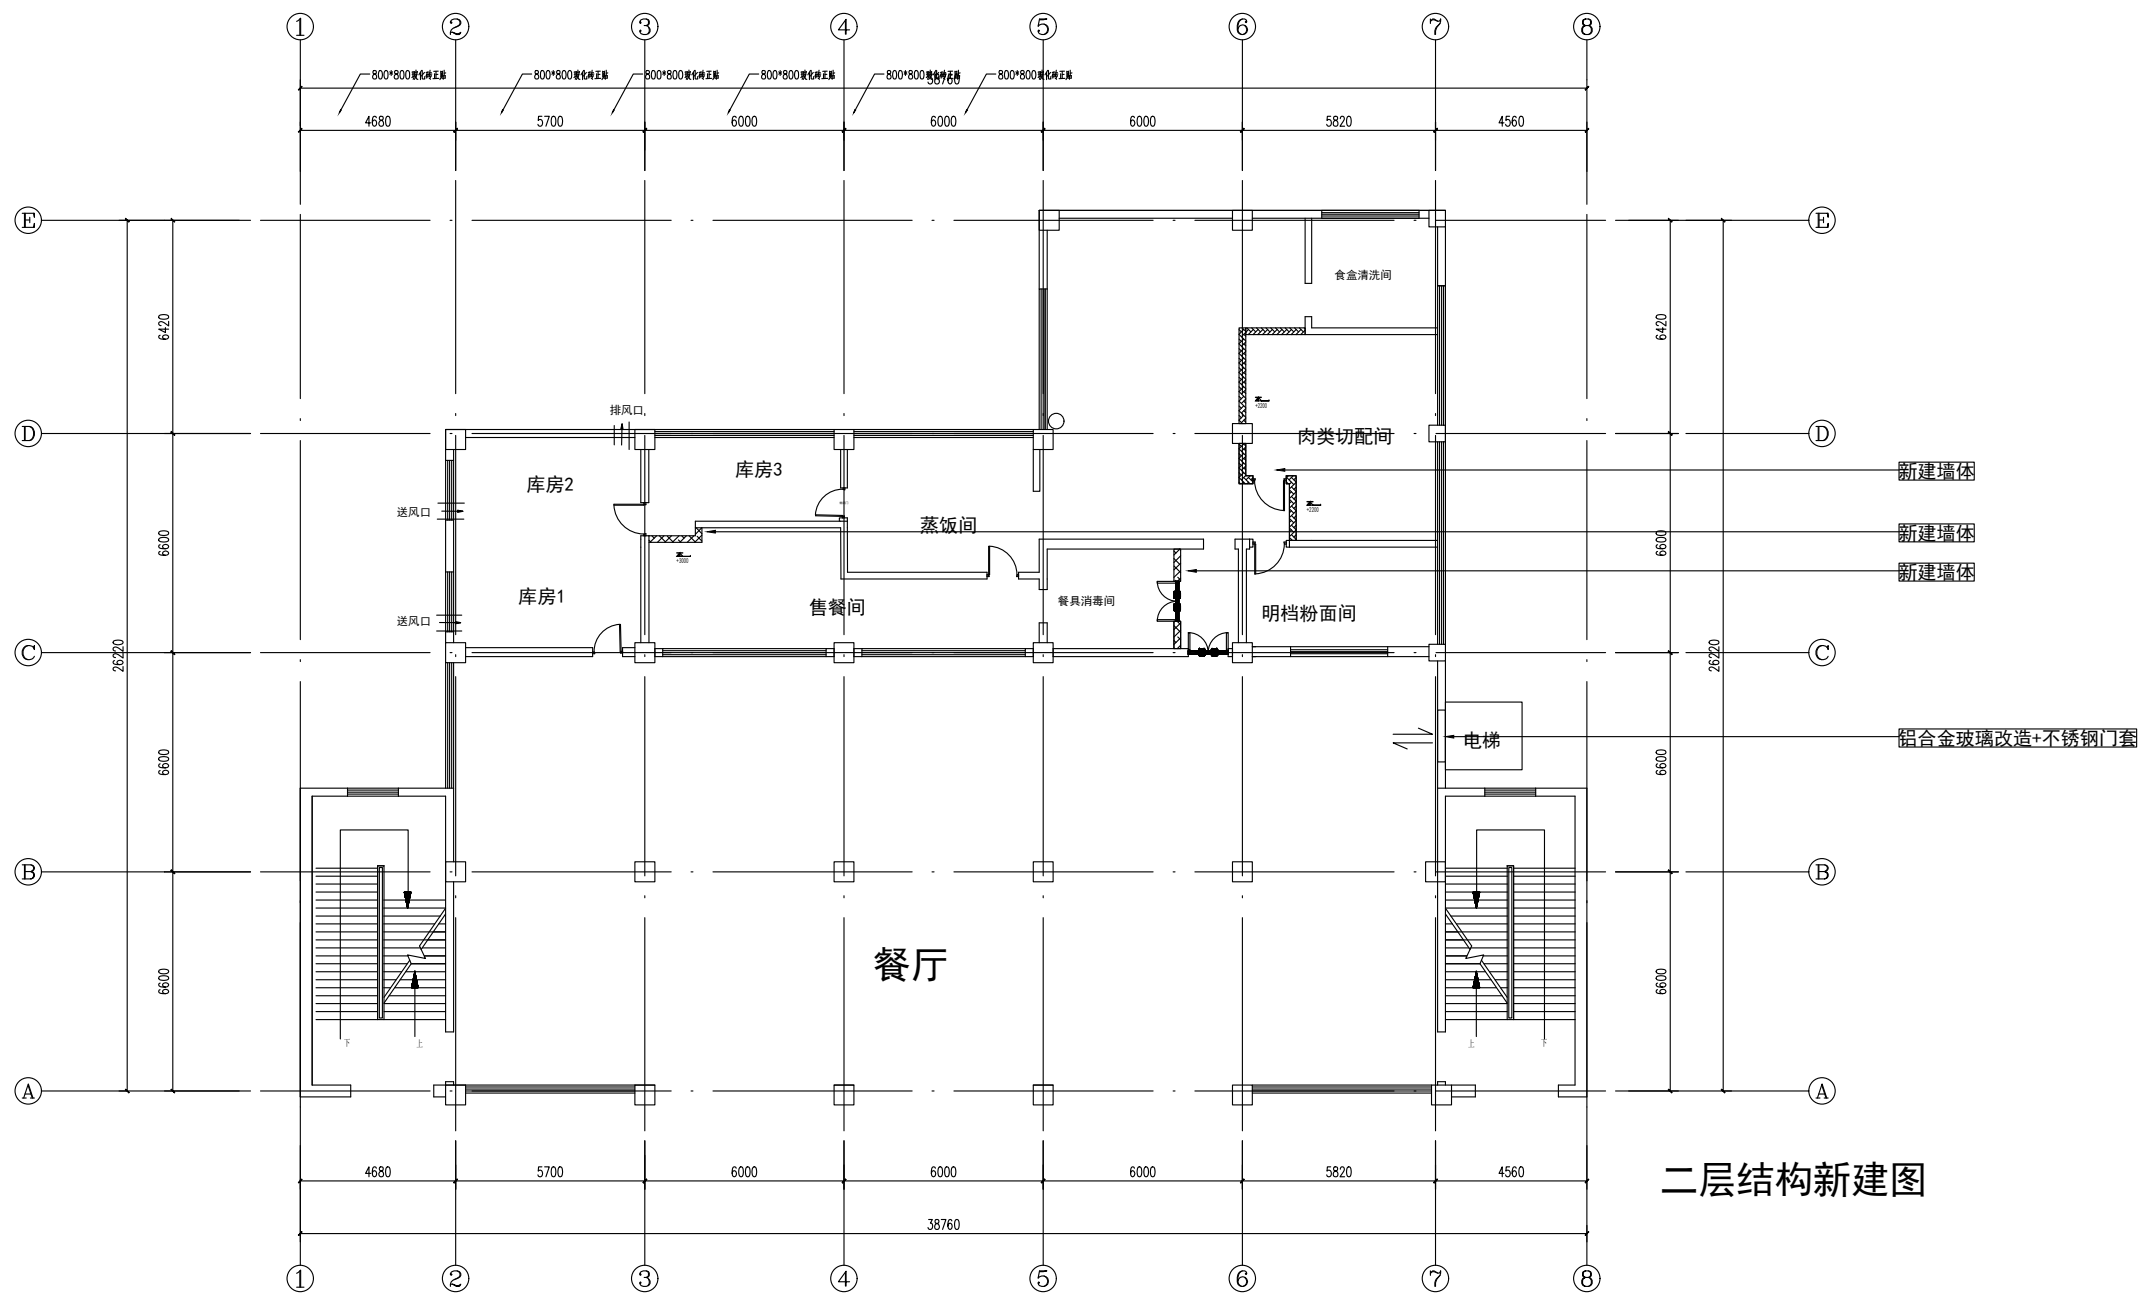 1 2 3 4 5 6 7 8
800*800玻化砖正贴 800*800玻化砖正贴 800*800玻化砖正贴 800*800玻化砖正贴 800*800玻化砖正贴 800*800玻化砖正贴
38760
4680 5700 6000 6000 6000 5820 4560
E E
食盒清洗间
6420 6420
+2200
排风口
D D
肉类切配间
库房3
新建墙体
库房2
送风口
+2200
蒸饭间
新建墙体
6600 6600
+3000
新建墙体
库房1
餐具消毒间
售餐间
明档粉面间
送风口
C C
26220 26220
电梯
铝合金玻璃改造+不锈钢门套
6600 6600
B B
餐厅
6600 6600
下 上 上 下
A A
4680 5700 6000 6000 6000 5820 4560
二层结构新建图
38760
1 2 3 4 5 6 7 8